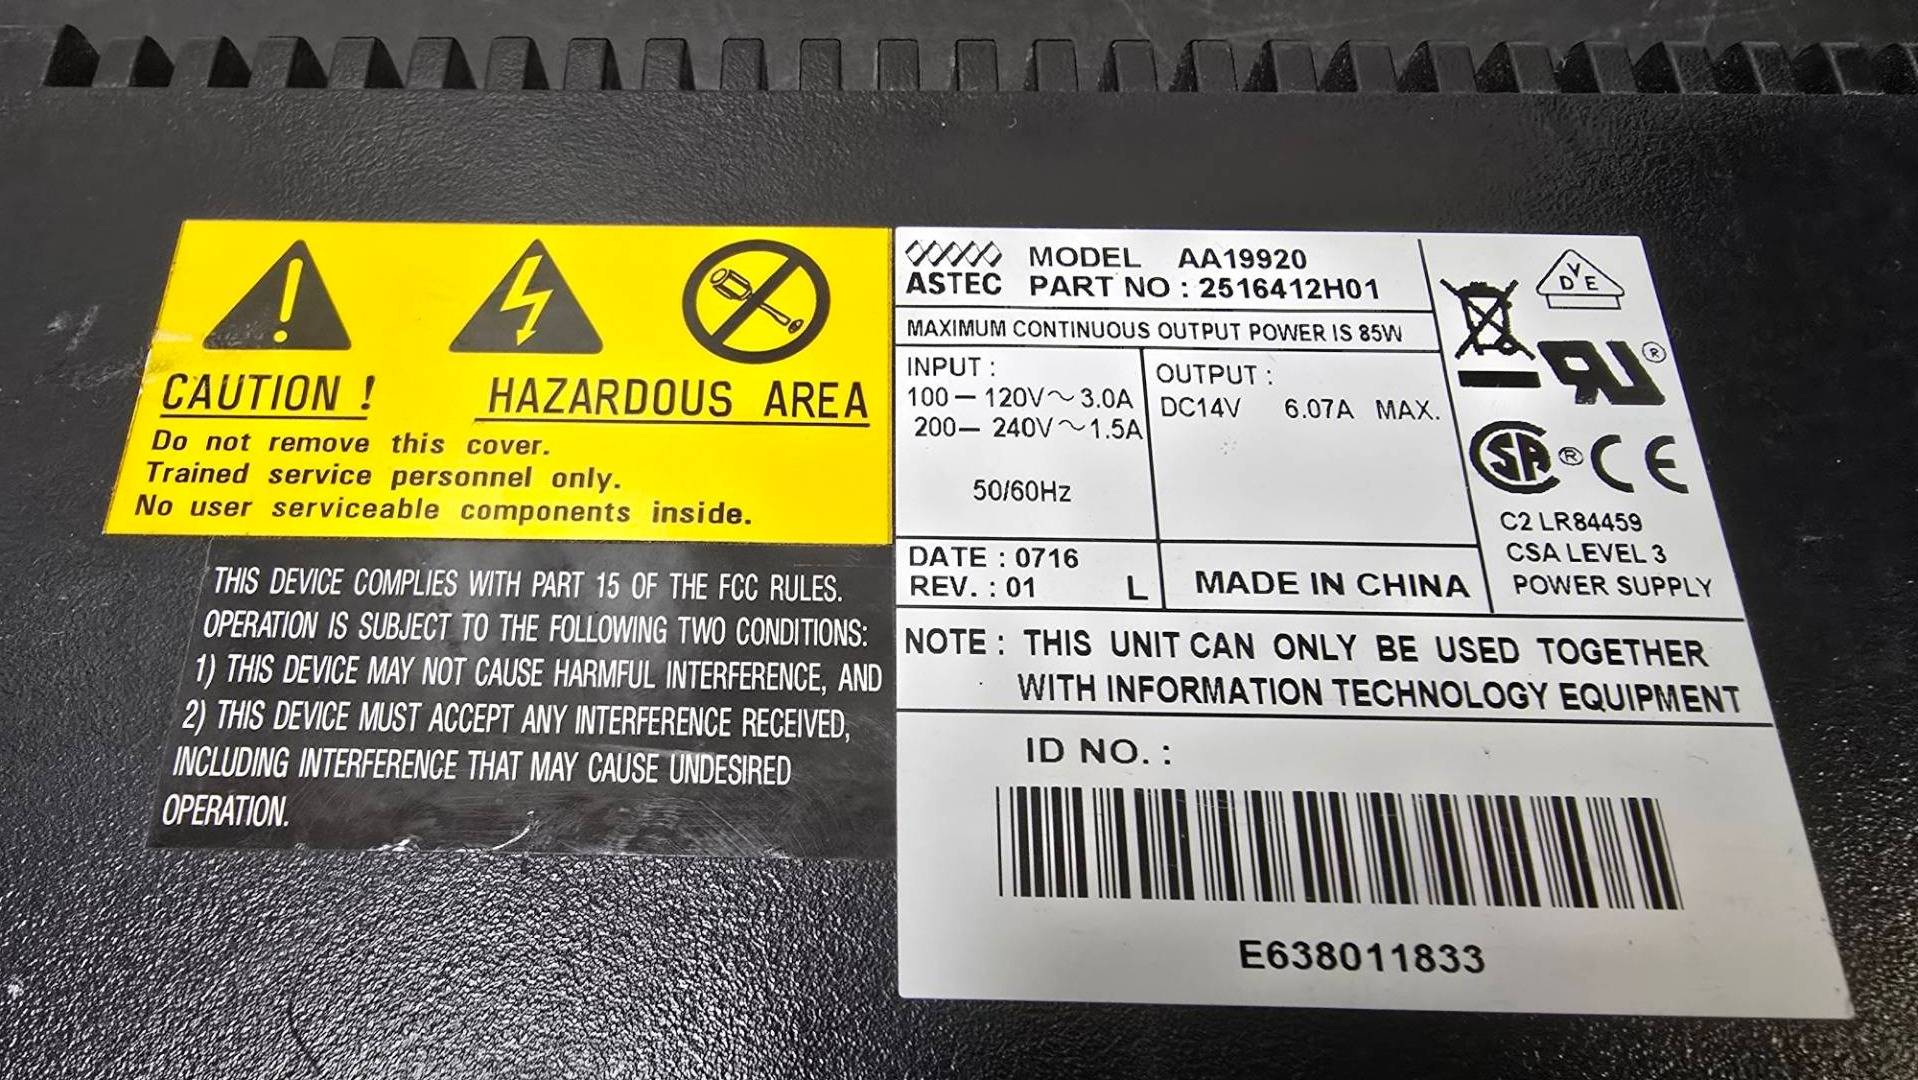 CAUTION !
HAZARDOUS AREA
Do not remove this cover.
Trained service personnel only.
No user serviceable components inside.
THIS DEVICE COMPLIES WITH PART 15 OF THE FCC RULES.
OPERATION IS SUBJECT TO THE FOLLOWING TWO CONDITIONS:
1) THIS DEVICE MAY NOT CAUSE HARMFUL INTERFERENCE, AND
2) THIS DEVICE MUST ACCEPT ANY INTERFERENCE RECEIVED,
INCLUDING INTERFERENCE THAT MAY CAUSE UNDESIRED
OPERATION.
ASTEC
MODEL AA19920
PART NO : 2516412H01
MAXIMUM CONTINUOUS OUTPUT POWER IS 85W
INPUT :
100 – 120V ~ 3.0A
200 – 240V ~ 1.5A
50/60Hz
OUTPUT :
DC14V 6.07A MAX.
DATE : 0716
REV. : 01 L
MADE IN CHINA
DVE
RU®
SA® CE
C2 LR84459
CSA LEVEL 3
POWER SUPPLY
NOTE : THIS UNIT CAN ONLY BE USED TOGETHER
WITH INFORMATION TECHNOLOGY EQUIPMENT
ID NO. :
E638011833